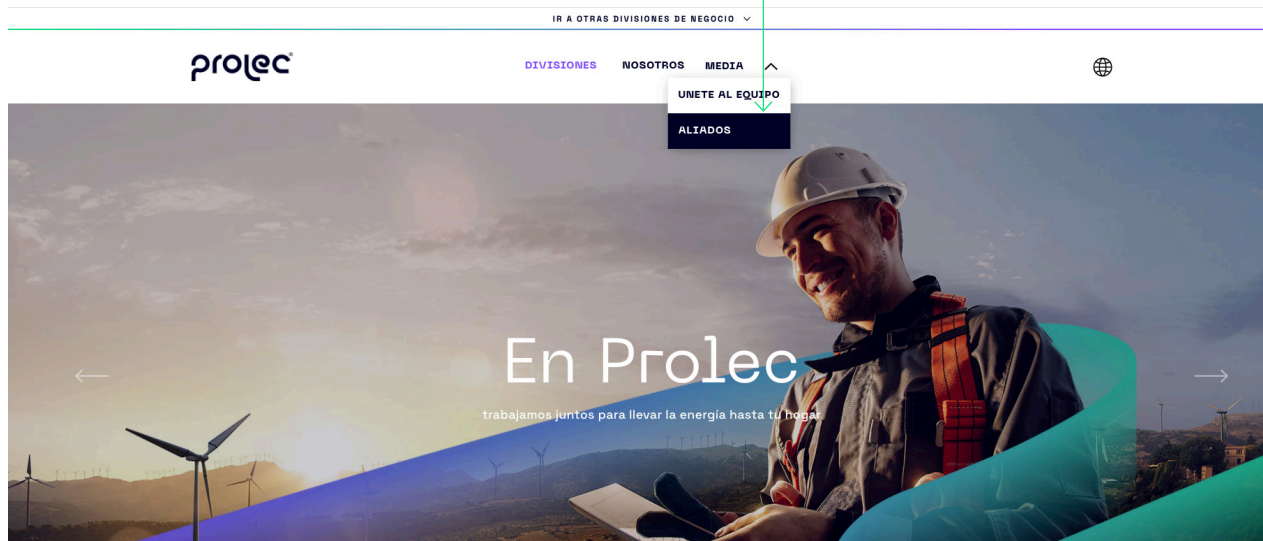 IR A OTRAS DIVISIONES DE NEGOCIO
prolec®
DIVISIONES NOSOTROS MEDIA
UNETE AL EQUIPO
ALIADOS
En Prolec
trabajamos juntos para llevar la energía hasta tu hogar